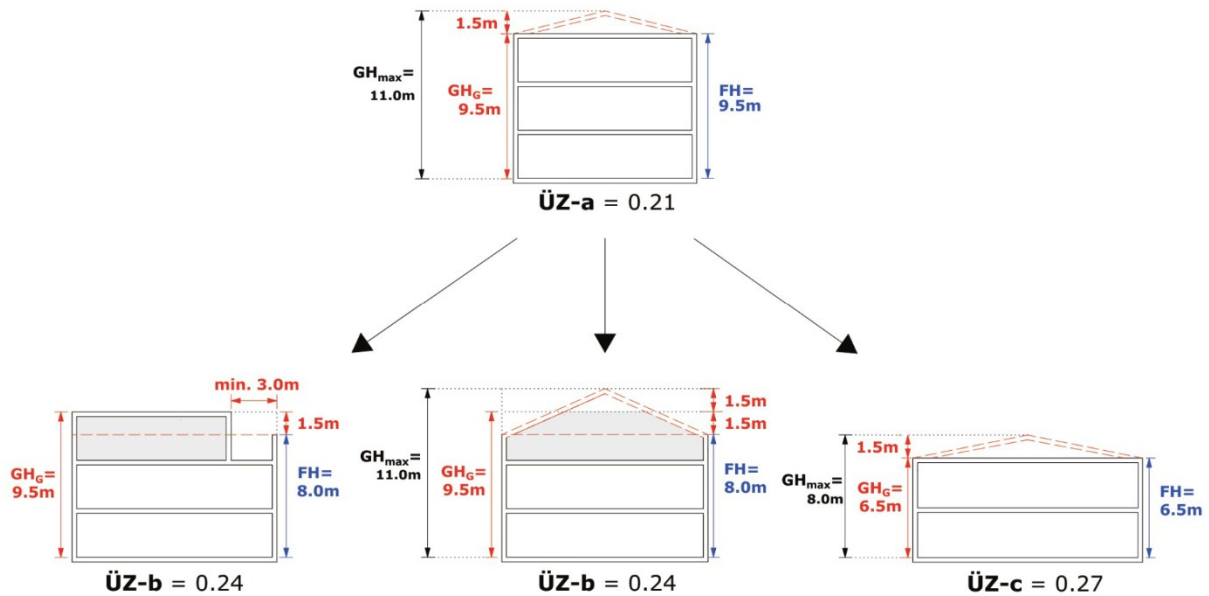 1.5m
GHmax=
11.0m
GHG=
9.5m
FH=
9.5m
ÜZ-a = 0.21
min. 3.0m
1.5m
GHG=
9.5m
FH=
8.0m
ÜZ-b = 0.24
GHmax=
11.0m
1.5m
1.5m
GHG=
9.5m
FH=
8.0m
ÜZ-b = 0.24
1.5m
GHmax=
8.0m
GHG=
6.5m
FH=
6.5m
ÜZ-c = 0.27